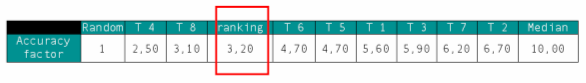 Random T 4 T 8 ranking T 6 T 5 T 1 T 3 T 7 T 2 Median
Accuracy factor 1 2,50 3,10 3,20 4,70 4,70 5,60 5,90 6,20 6,70 10,00